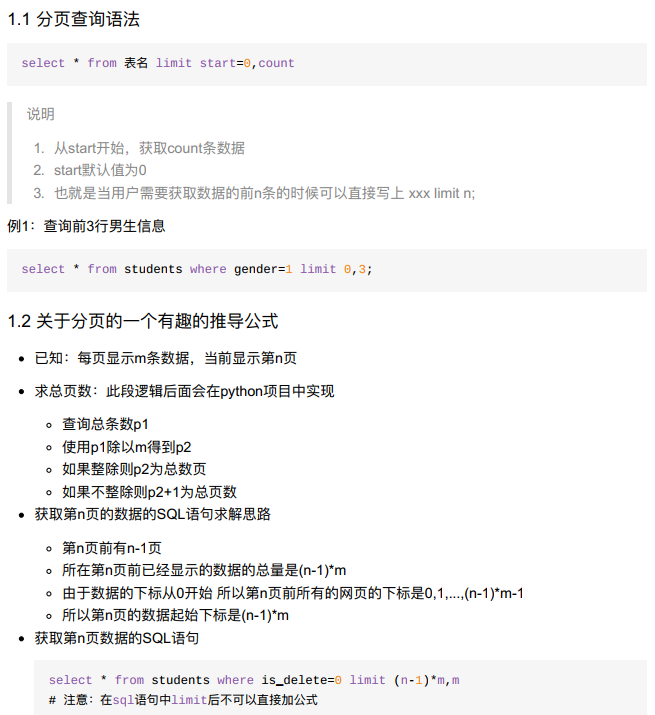 1.1 分页查询语法
select * from 表名 limit start=0,count
说明
1. 从start开始，获取count条数据
2. start默认值为0
3. 也就是当用户需要获取数据的前n条的时候可以直接写上 xxx limit n;
例1：查询前3行男生信息
select * from students where gender=1 limit 0,3;
1.2 关于分页的一个有趣的推导公式
• 已知：每页显示m条数据，当前显示第n页
• 求总页数：此段逻辑后面会在python项目中实现
◦ 查询总条数p1
◦ 使用p1除以m得到p2
◦ 如果整除则p2为总数页
◦ 如果不整除则p2+1为总页数
• 获取第n页的数据的SQL语句求解思路
◦ 第n页前有n-1页
◦ 所在第n页前已经显示的数据的总量是(n-1)*m
◦ 由于数据的下标从0开始 所以第n页前所有的网页的下标是0,1,...,(n-1)*m-1
◦ 所以第n页的数据起始下标是(n-1)*m
• 获取第n页数据的SQL语句
select * from students where is_delete=0 limit (n-1)*m,m
# 注意：在sql语句中limit后不可以直接加公式